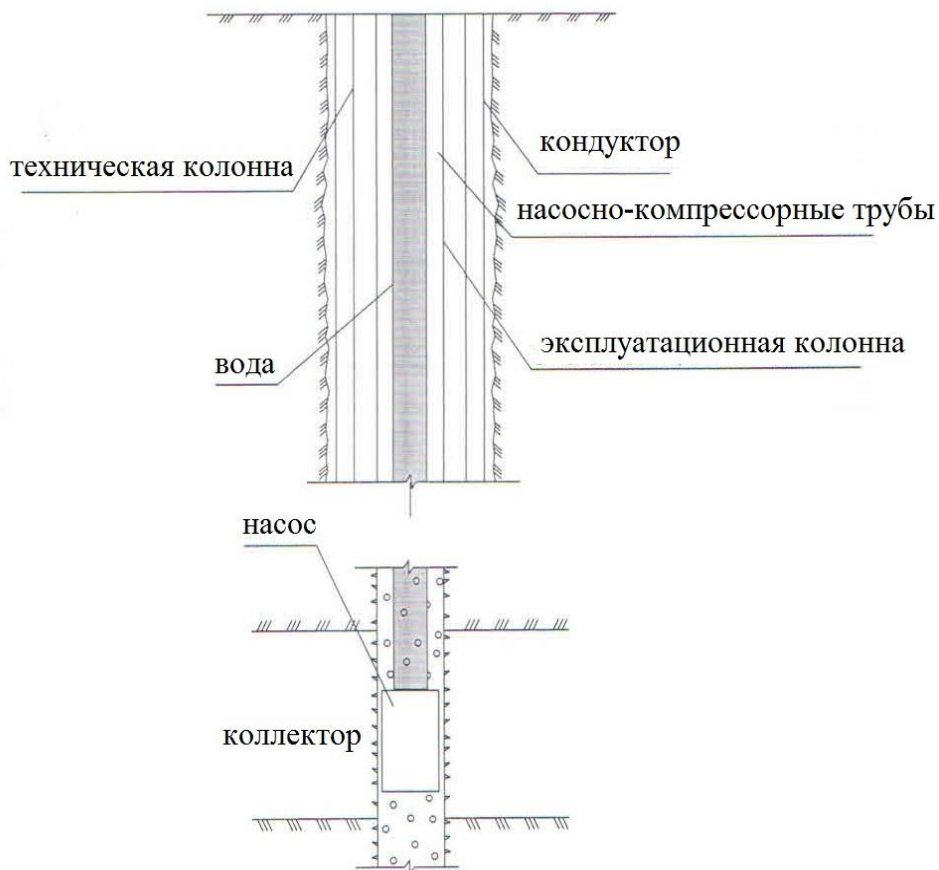 кондуктор
техническая колонна
насосно-компрессорные трубы
эксплуатационная колонна
вода
насос
коллектор